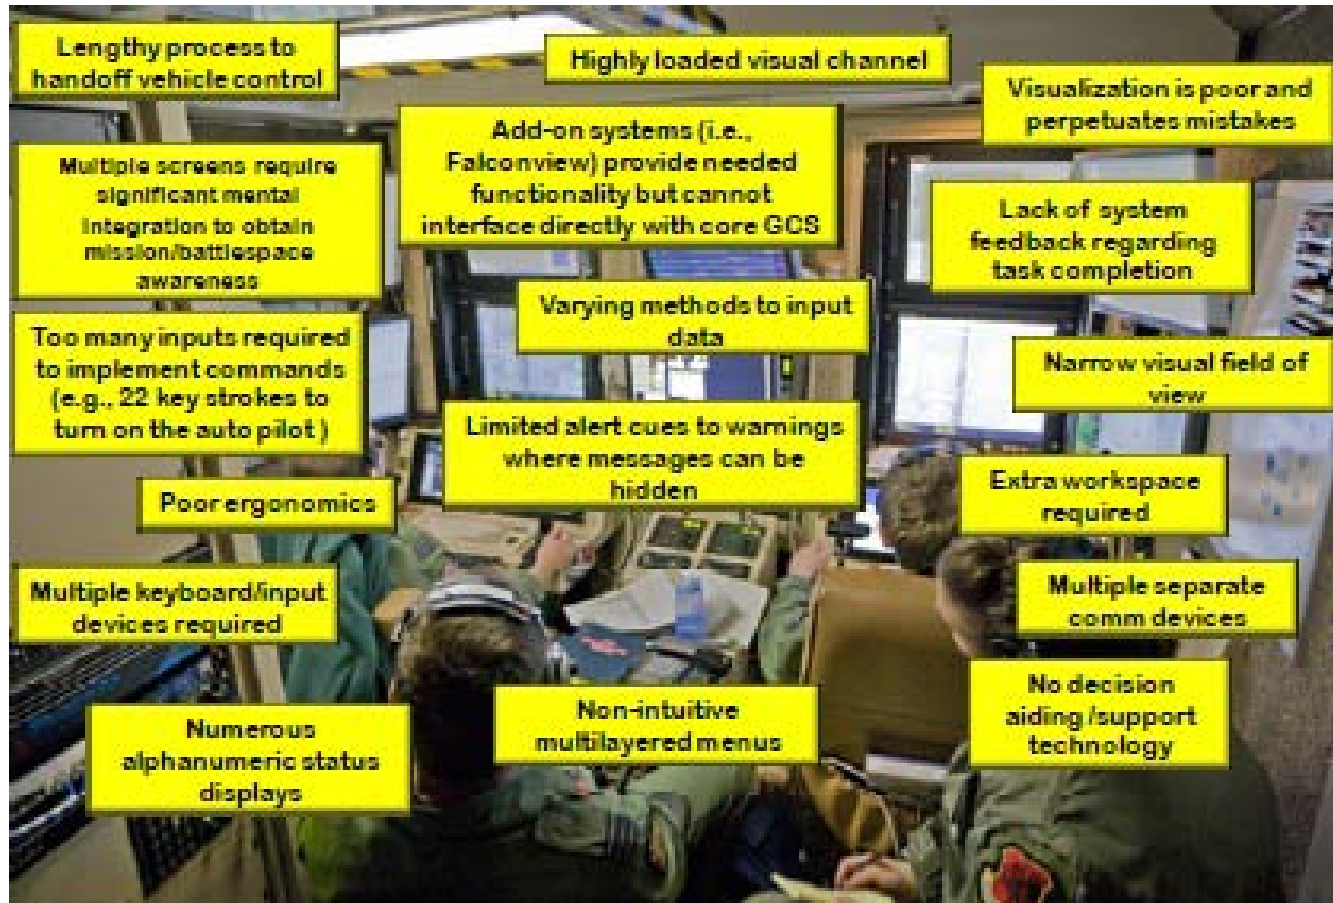 Lengthy process to
handoff vehicle control
Highly loaded visual channel
Visualization is poor and
perpetuates mistakes
Add-on systems (i.e.,
Falconview) provide needed
functionality but cannot
interface directly with core GCS
Multiple screens require
significant mental
integration to obtain
mission/battlespace
awareness
Lack of system
feedback regarding
task completion
Varying methods to input
data
Too many inputs required
to implement commands
(e.g., 22 key strokes to
turn on the auto pilot )
Narrow visual field of
view
Limited alert cues to warnings
where messages can be
hidden
Poor ergonomics
Extra workspace
required
Multiple keyboard/input
devices required
Multiple separate
comm devices
Non-intuitive
multilayered menus
No decision
aiding /support
technology
Numerous
alphanumeric status
displays